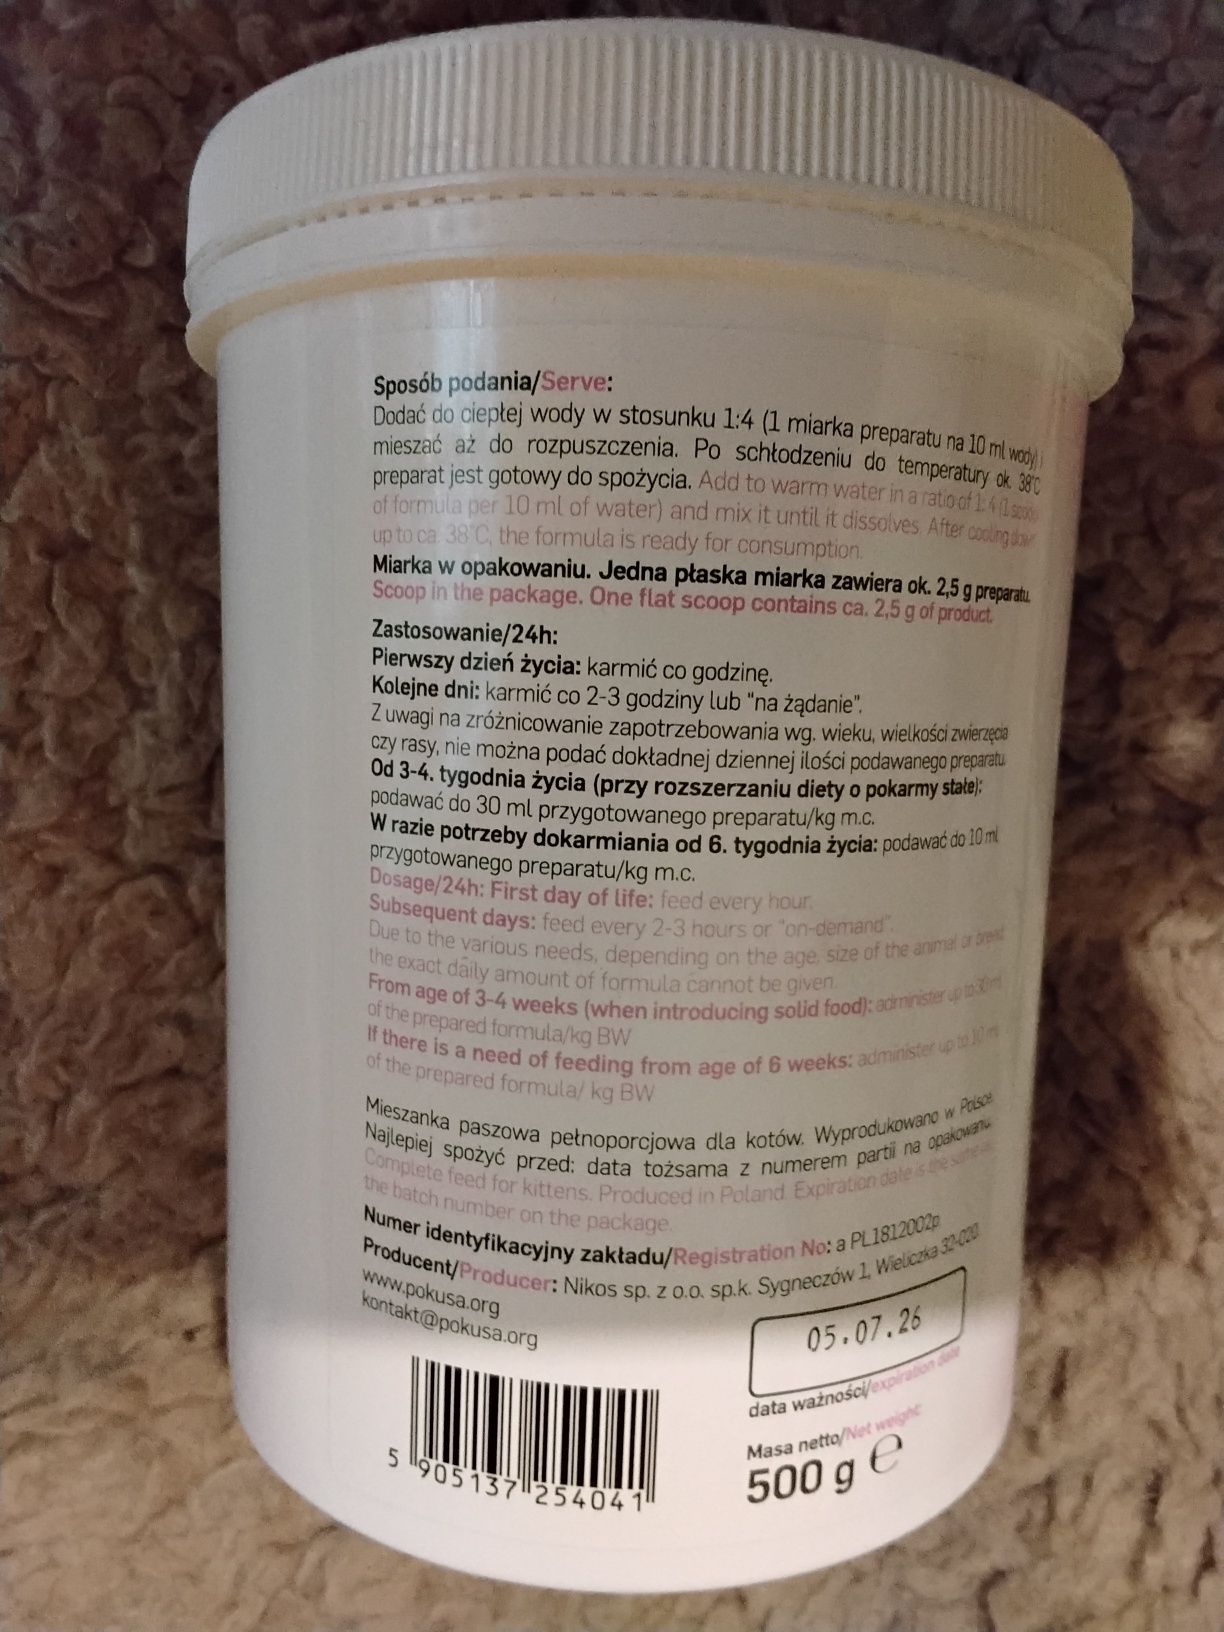 Sposób podania/Serve:
Dodać do ciepłej wody w stosunku 1:4 (1 miarka preparatu na 10 ml wody) i
mieszać aż do rozpuszczenia. Po schłodzeniu do temperatury ok. 38°C
preparat jest gotowy do spożycia. Add to warm water in a ratio of 1:4 (1 scoop
of formula per 10 ml of water) and mix it until it dissolves. After cooling down
up to ca. 38°C, the formula is ready for consumption.
Miarka w opakowaniu. Jedna płaska miarka zawiera ok. 2,5 g preparatu.
Scoop in the package. One flat scoop contains ca. 2,5 g of product.
Zastosowanie/24h:
Pierwszy dzień życia: karmić co godzinę.
Kolejne dni: karmić co 2-3 godziny lub "na żądanie".
Z uwagi na zróżnicowanie zapotrzebowania wg. wieku, wielkości zwierzęcia
czy rasy, nie można podać dokładnej dziennej ilości podawanego preparatu.
Od 3-4. tygodnia życia (przy rozszerzaniu diety o pokarmy stałe):
podawać do 30 ml przygotowanego preparatu/kg m.c.
W razie potrzeby dokarmiania od 6. tygodnia życia: podawać do 10 ml
przygotowanego preparatu/kg m.c.
Dosage/24h: First day of life: feed every hour.
Subsequent days: feed every 2-3 hours or "on-demand".
Due to the various needs, depending on the age, size of the animal or breed
the exact daily amount of formula cannot be given.
From age of 3-4 weeks (when introducing solid food): administer up to 30 ml
of the prepared formula/kg BW
If there is a need of feeding from age of 6 weeks: administer up to 10 ml
of the prepared formula/ kg BW
Mieszanka paszowa pełnoporcjowa dla kotów. Wyprodukowano w Polsce.
Najlepiej spożyć przed: data tożsama z numerem partii na opakowaniu.
Complete feed for kittens. Produced in Poland. Expiration date is the same as
the batch number on the package.
Numer identyfikacyjny zakładu/Registration No: a PL1812002p
Producent/Producer: Nikos sp. z o.o. sp.k. Sygneczów 1, Wieliczka 32-020
www.pokusa.org
kontakt@pokusa.org
05.07.26
data ważności/expiration date
Masa netto/Net weight:
500 g e
5 905137 254041